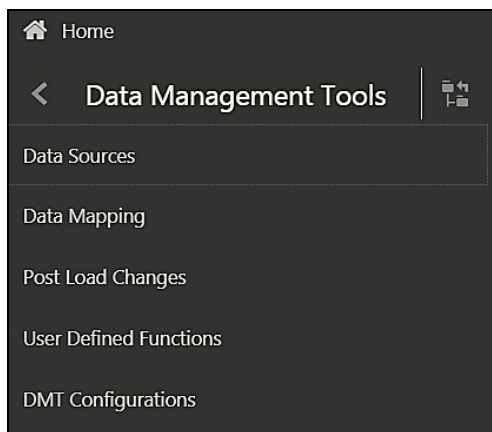 Home
Data Management Tools
Data Sources
Data Mapping
Post Load Changes
User Defined Functions
DMT Configurations